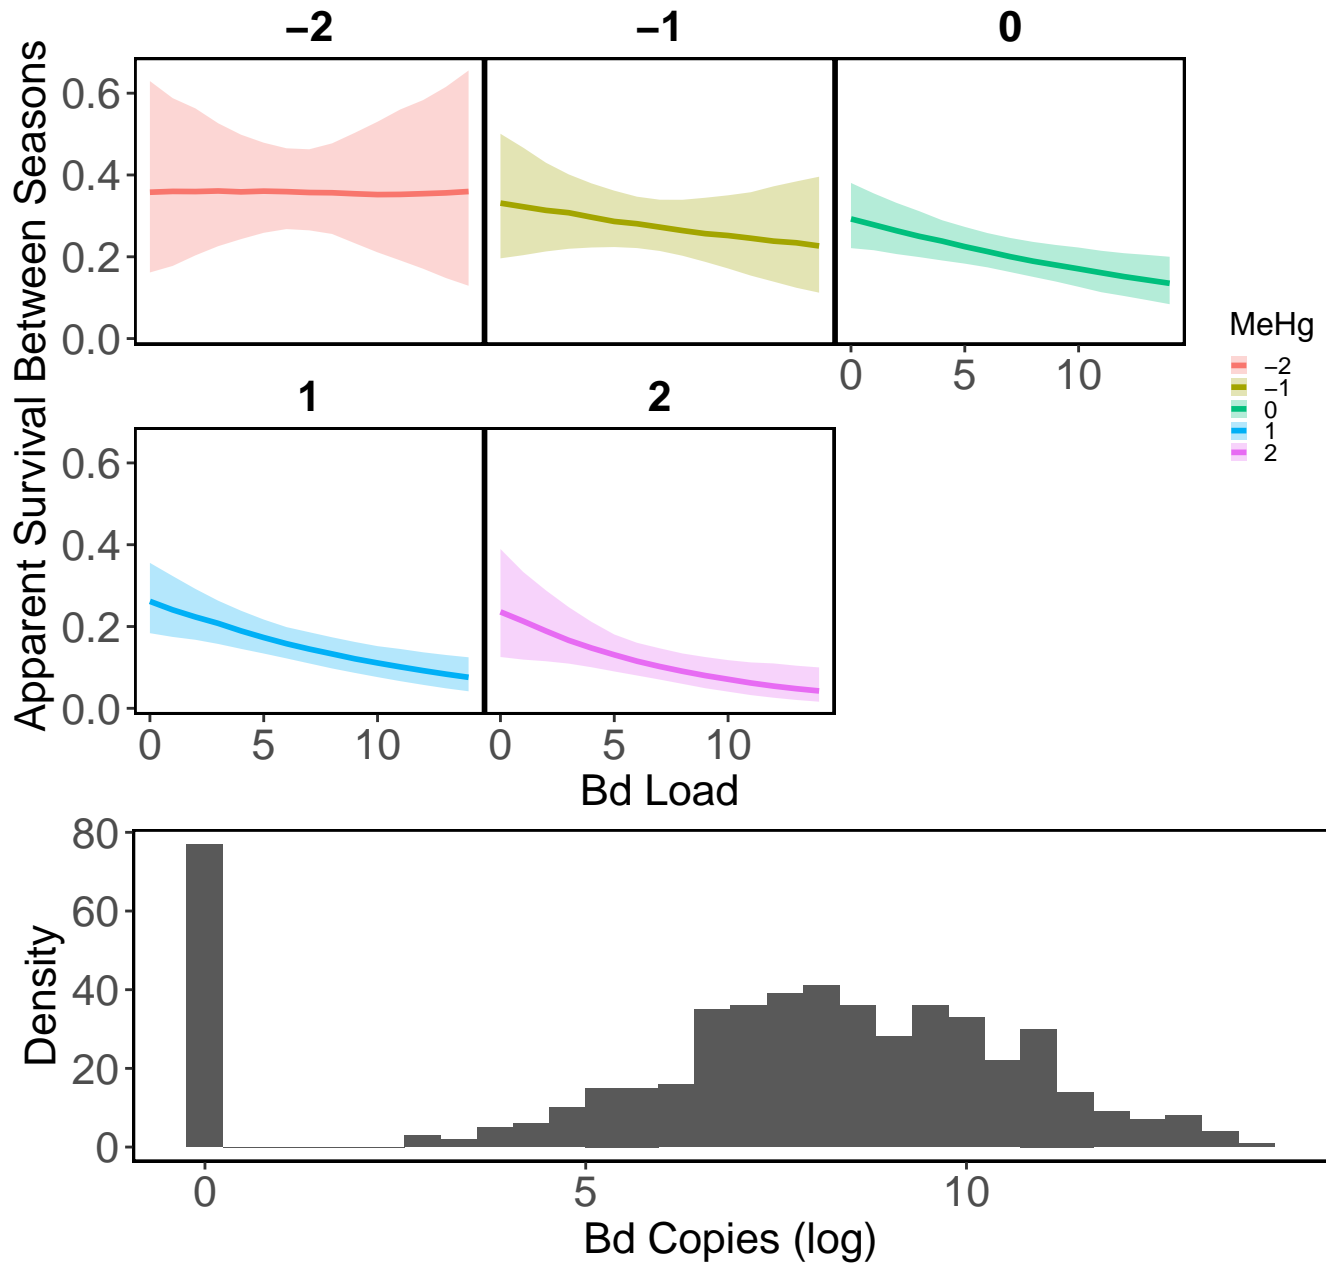 –2 –1 0
Apparent Survival Between Seasons
0.6
0.4
0.2
0.0
0 5 10
MeHg
–2
–1
0
1
2
1 2
0.6
0.4
0.2
0.0
0 5 10 0 5 10
Bd Load
Density
80
60
40
20
0
0 5 10
Bd Copies (log)